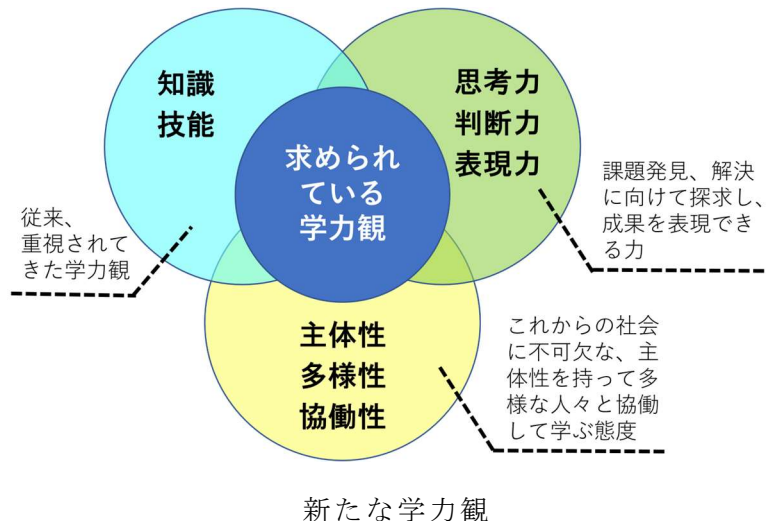 知識
技能
思考力
判断力
表現力
求められ
ている
学力観
従来、
重視されて
きた学力観
課題発見、解決
に向けて探求し、
成果を表現でき
る力
主体性
多様性
協働性
これからの社会
に不可欠な、主
体性を持って多
様な人々と協働
して学ぶ態度
新たな学力観